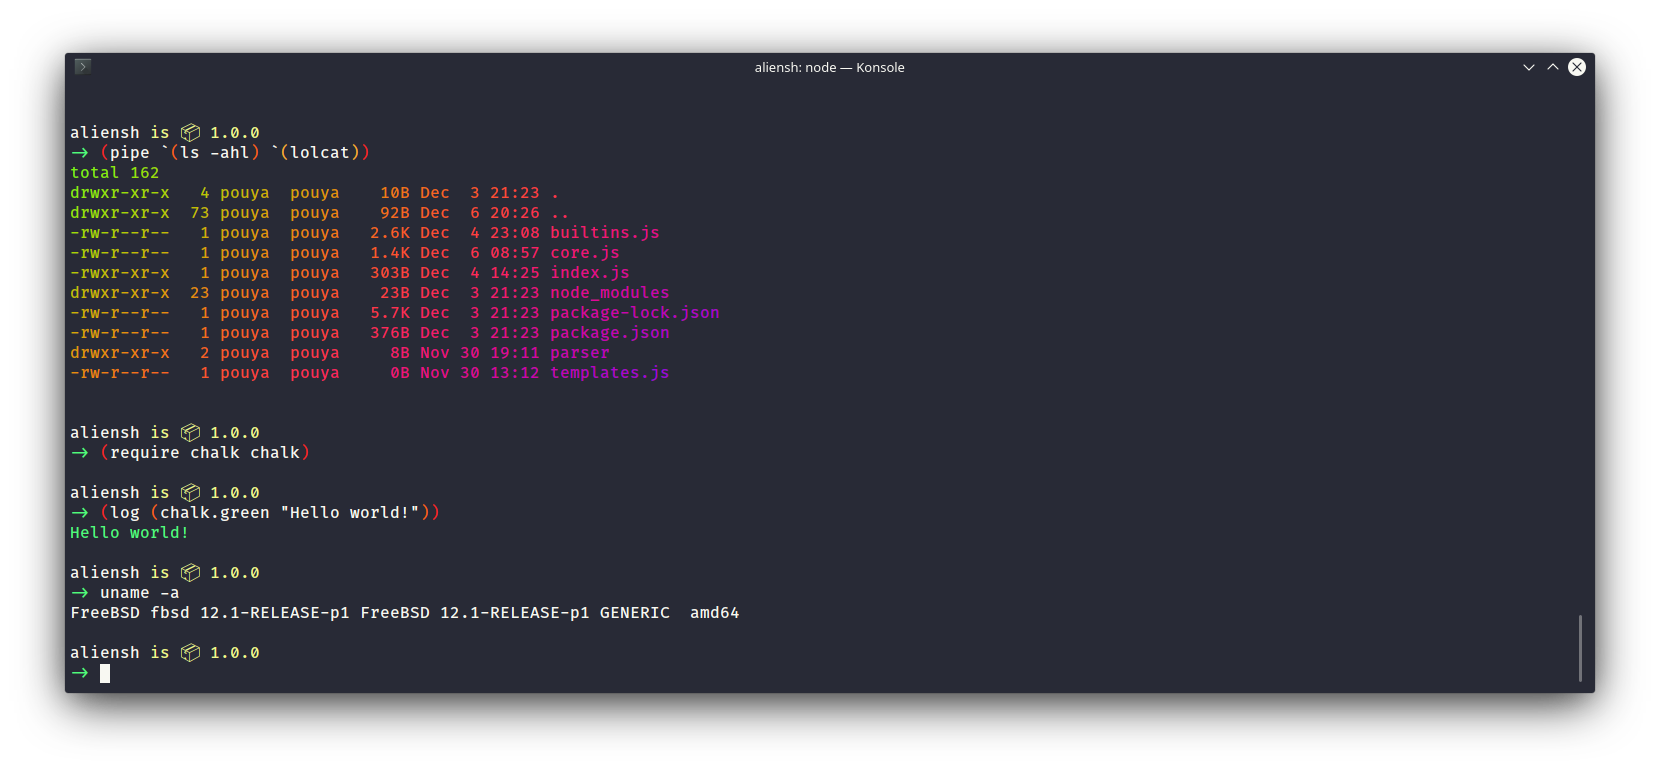 aliensh: node — Konsole
aliensh is 📦 1.0.0
→ (pipe `(ls -ahl) `(lolcat))
total 162
drwxr-xr-x   4 pouya  pouya    10B Dec  3 21:23 .
drwxr-xr-x  73 pouya  pouya    92B Dec  6 20:26 ..
-rw-r--r--   1 pouya  pouya   2.6K Dec  4 23:08 builtins.js
-rw-r--r--   1 pouya  pouya   1.4K Dec  6 08:57 core.js
-rwxr-xr-x   1 pouya  pouya   303B Dec  4 14:25 index.js
drwxr-xr-x  23 pouya  pouya    23B Dec  3 21:23 node_modules
-rw-r--r--   1 pouya  pouya   5.7K Dec  3 21:23 package-lock.json
-rw-r--r--   1 pouya  pouya   376B Dec  3 21:23 package.json
drwxr-xr-x   2 pouya  pouya     8B Nov 30 19:11 parser
-rw-r--r--   1 pouya  pouya     0B Nov 30 13:12 templates.js
aliensh is 📦 1.0.0
→ (require chalk chalk)
aliensh is 📦 1.0.0
→ (log (chalk.green "Hello world!"))
Hello world!
aliensh is 📦 1.0.0
→ uname -a
FreeBSD fbsd 12.1-RELEASE-p1 FreeBSD 12.1-RELEASE-p1 GENERIC  amd64
aliensh is 📦 1.0.0
→